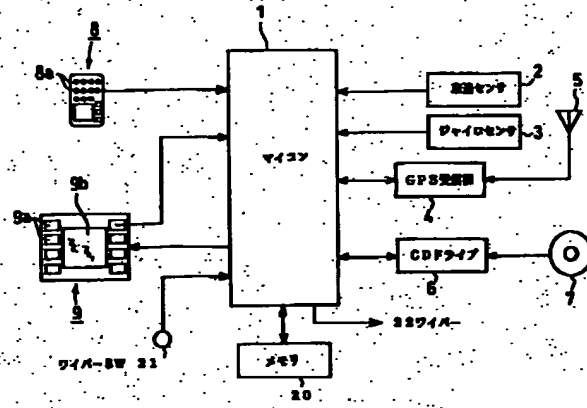 1
8
8a
2
車速センサ
5
ジャイロセンサ
3
マイコン
9b
GPS受信機
4
9a
CDドライブ
6
7
9
22ワイパー
ワイパーSW 21
メモリ
20